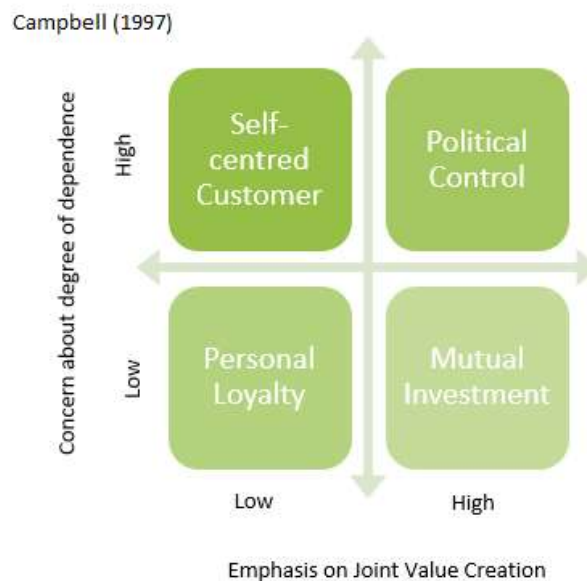 Campbell (1997)
Concern about degree of dependence
High
Self-
centred
Customer
Political
Control
Low
Personal
Loyalty
Mutual
Investment
Low
High
Emphasis on Joint Value Creation